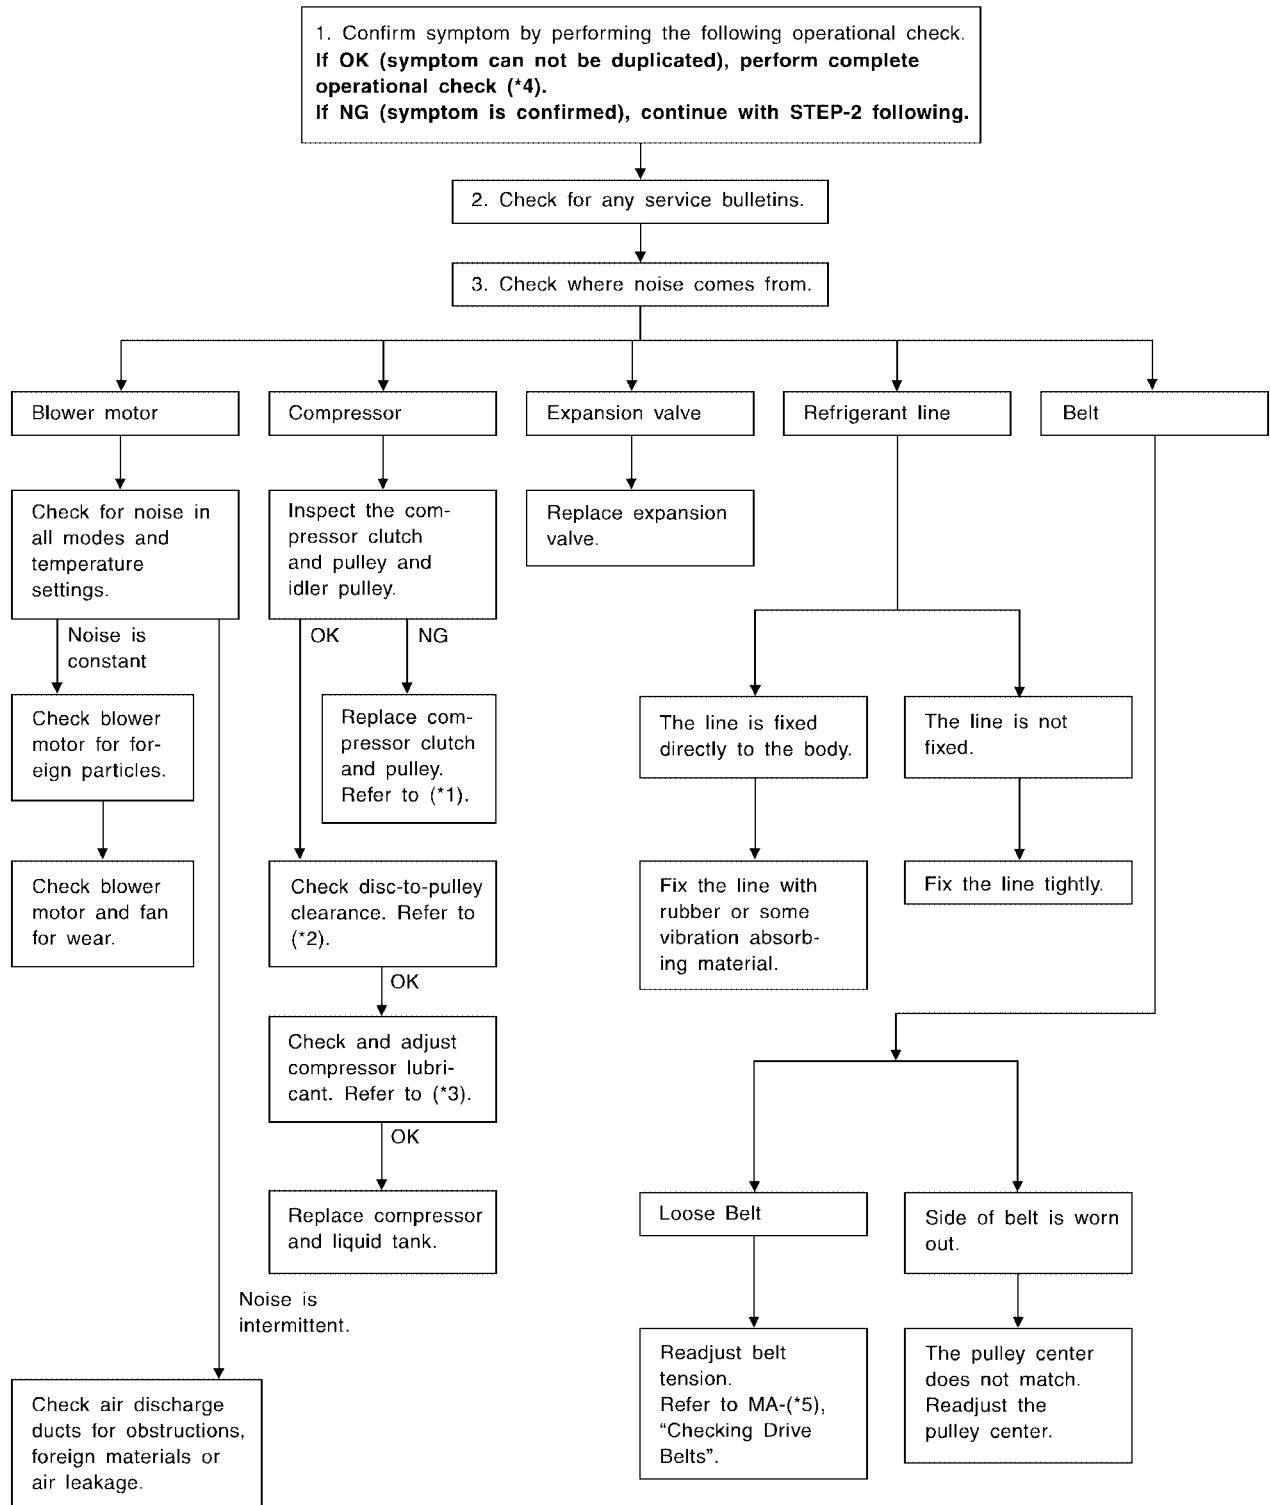 1. Confirm symptom by performing the following operational check.
If OK (symptom can not be duplicated), perform complete
operational check (*4).
If NG (symptom is confirmed), continue with STEP-2 following.
2. Check for any service bulletins.
3. Check where noise comes from.
Blower motor
Compressor
Expansion valve
Refrigerant line
Belt
Check for noise in
all modes and
temperature
settings.
Inspect the com-
pressor clutch
and pulley and
idler pulley.
Replace expansion
valve.
Noise is
constant
OK
NG
Check blower
motor for for-
eign particles.
Replace com-
pressor clutch
and pulley.
Refer to (*1).
The line is fixed
directly to the body.
The line is not
fixed.
Check blower
motor and fan
for wear.
Check disc-to-pulley
clearance. Refer to
(*2).
Fix the line with
rubber or some
vibration absorb-
ing material.
Fix the line tightly.
OK
Check and adjust
compressor lubri-
cant. Refer to (*3).
OK
Replace compressor
and liquid tank.
Loose Belt
Side of belt is worn
out.
Noise is
intermittent.
Readjust belt
tension.
Refer to MA-(*5),
“Checking Drive
Belts”.
The pulley center
does not match.
Readjust the
pulley center.
Check air discharge
ducts for obstructions,
foreign materials or
air leakage.